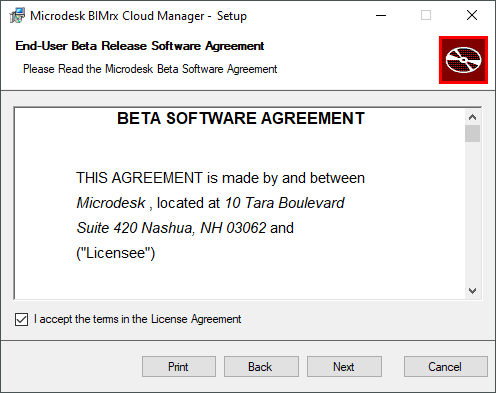 Microdesk BIMrx Cloud Manager - Setup
End-User Beta Release Software Agreement
Please Read the Microdesk Beta Software Agreement
BETA SOFTWARE AGREEMENT
THIS AGREEMENT is made by and between
Microdesk , located at 10 Tara Boulevard
Suite 420 Nashua, NH 03062 and
("Licensee")
I accept the terms in the License Agreement
Print Back Next Cancel